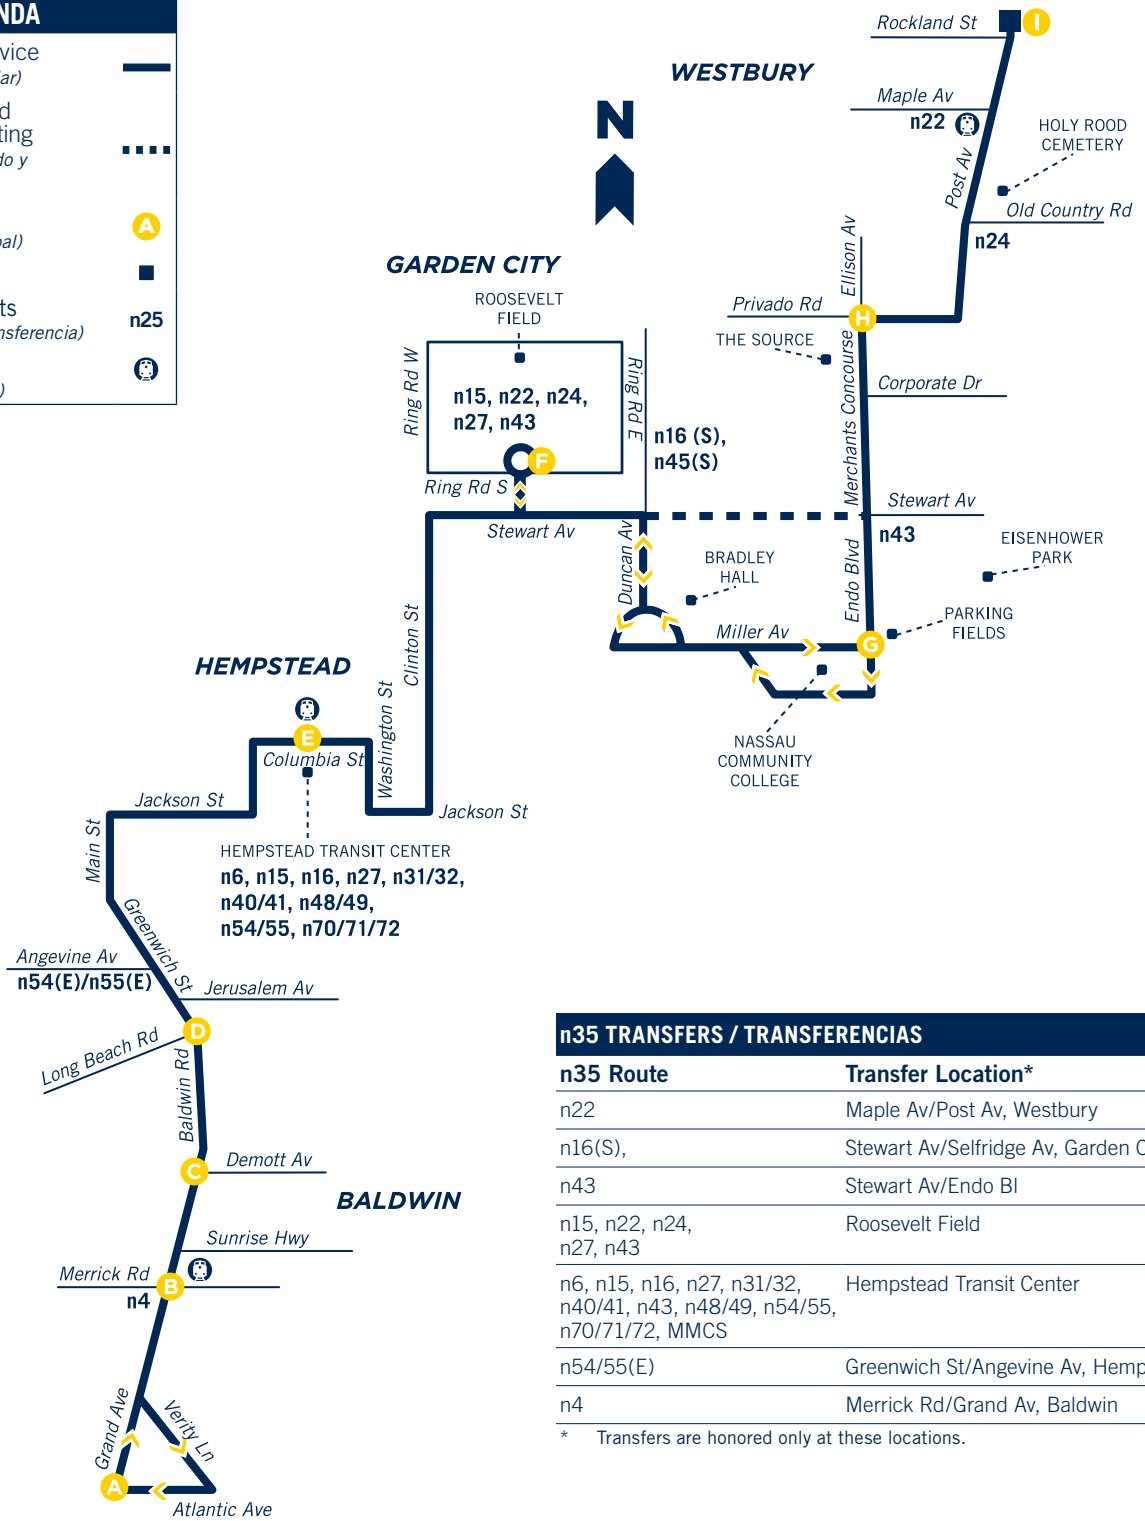 NDA
vice
ar)
d
ting
do y
A
pal)
ts
n25
nsferencia)
)
Rockland St
I
WESTBURY
Maple Av
n22
N
HOLY ROOD
CEMETERY
Post Av
Old Country Rd
n24
Ellison Av
GARDEN CITY
ROOSEVELT
FIELD
Privado Rd
H
THE SOURCE
Ring Rd W
Ring Rd E
Merchants Concourse
Corporate Dr
n15, n22, n24,
n27, n43
n16 (S),
n45(S)
F
Ring Rd S
Stewart Av
Stewart Av
n43
Duncan Av
Endo Blvd
EISENHOWER
PARK
BRADLEY
HALL
PARKING
FIELDS
Miller Av
G
Clinton St
HEMPSTEAD
Washington St
E
Columbia St
NASSAU
COMMUNITY
COLLEGE
Jackson St
Jackson St
Main St
HEMPSTEAD TRANSIT CENTER
n6, n15, n16, n27, n31/32,
n40/41, n48/49,
n54/55, n70/71/72
Greenwich St
Angevine Av
n54(E)/n55(E)
Jerusalem Av
D
Long Beach Rd
Baldwin Rd
C
Demott Av
BALDWIN
Sunrise Hwy
Merrick Rd
B
n4
Grand Ave
Verity Ln
A
Atlantic Ave
n35 TRANSFERS / TRANSFERENCIAS
n35 Route Transfer Location*
n22 Maple Av/Post Av, Westbury
n16(S), Stewart Av/Selfridge Av, Garden C
n43 Stewart Av/Endo Bl
n15, n22, n24, Roosevelt Field
n27, n43
n6, n15, n16, n27, n31/32, Hempstead Transit Center
n40/41, n43, n48/49, n54/55,
n70/71/72, MMCS
n54/55(E) Greenwich St/Angevine Av, Hemp
n4 Merrick Rd/Grand Av, Baldwin
* Transfers are honored only at these locations.